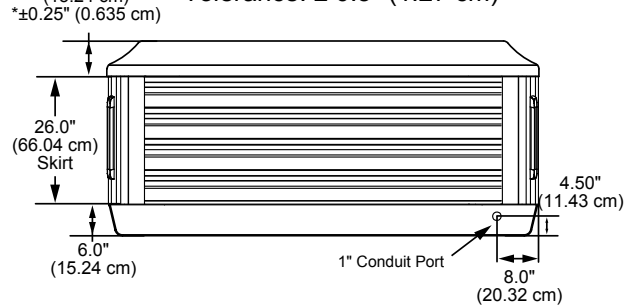 *±0.25" (0.635 cm)
26.0"
(66.04 cm)
Skirt
4.50"
(11.43 cm)
6.0"
(15.24 cm)
1" Conduit Port
8.0"
(20.32 cm)